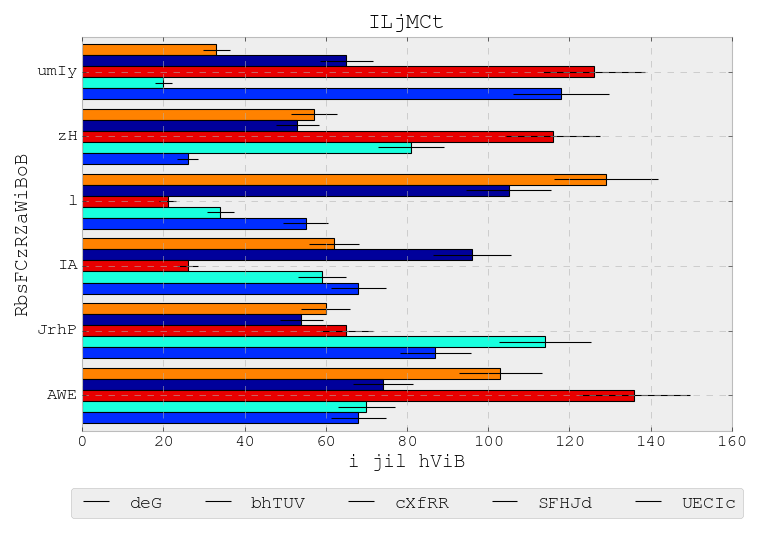 ILjMCt
RbsFCzRZaWiBoB
umIy
zH
l
IA
JrhP
AWE
0 20 40 60 80 100 120 140 160
i jil hViB
deG bhTUV cXfRR SFHJd UECIc